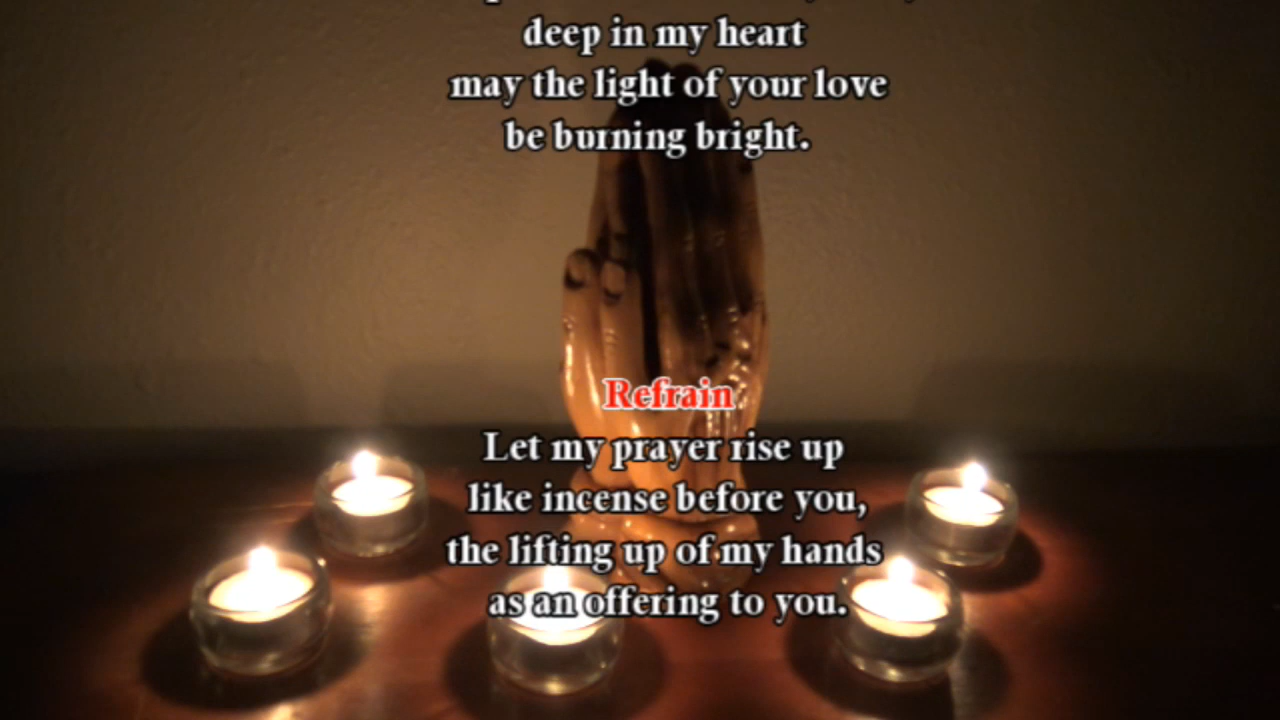 deep in my heart
may the light of your love
be burning bright.
Refrain
Let my prayer rise up
like incense before you,
the lifting up of my hands
as an offering to you.